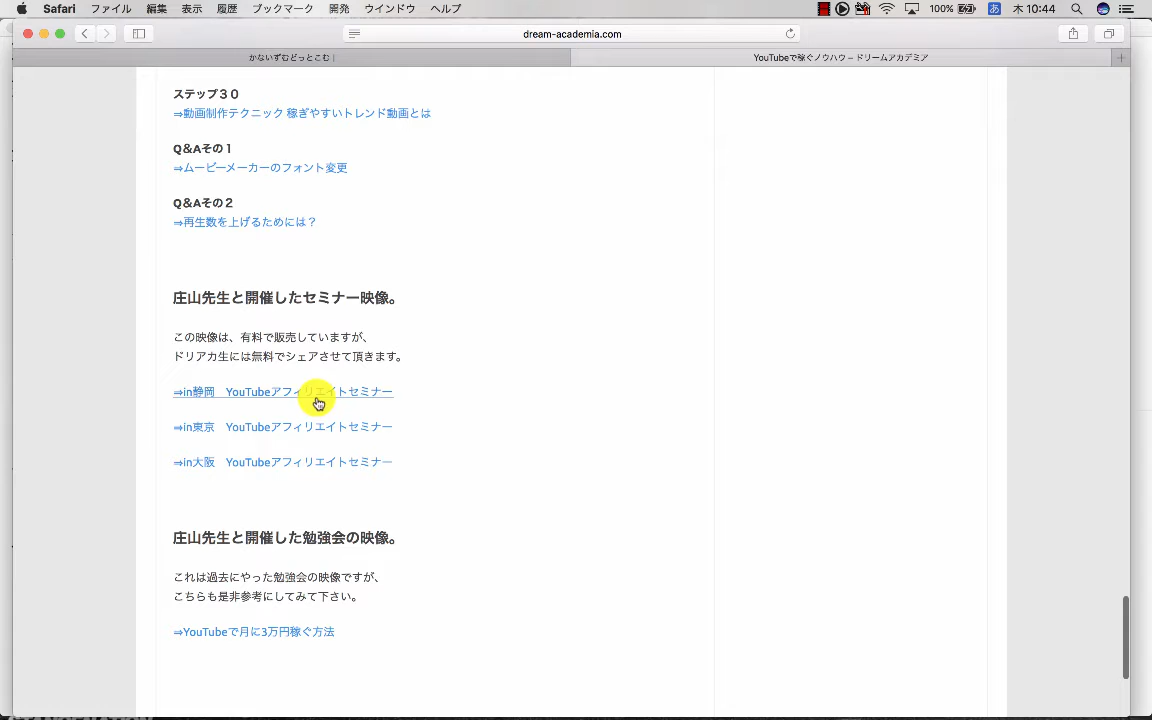 Safari ファイル 編集 表示 履歴 ブックマーク 開発 ウインドウ ヘルプ 100% あ 木 10:44
dream-academia.com
かないずむどっとこむ |
YouTubeで稼ぐノウハウ – ドリームアカデミア
ステップ３０
⇒動画制作テクニック 稼ぎやすいトレンド動画とは
Q&Aその１
⇒ムービーメーカーのフォント変更
Q&Aその２
⇒再生数を上げるためには？
庄山先生と開催したセミナー映像。
この映像は、有料で販売していますが、
ドリアカ生には無料でシェアさせて頂きます。
⇒in静岡　YouTubeアフィリエイトセミナー
⇒in東京　YouTubeアフィリエイトセミナー
⇒in大阪　YouTubeアフィリエイトセミナー
庄山先生と開催した勉強会の映像。
これは過去にやった勉強会の映像ですが、
こちらも是非参考にしてみて下さい。
⇒YouTubeで月に3万円稼ぐ方法